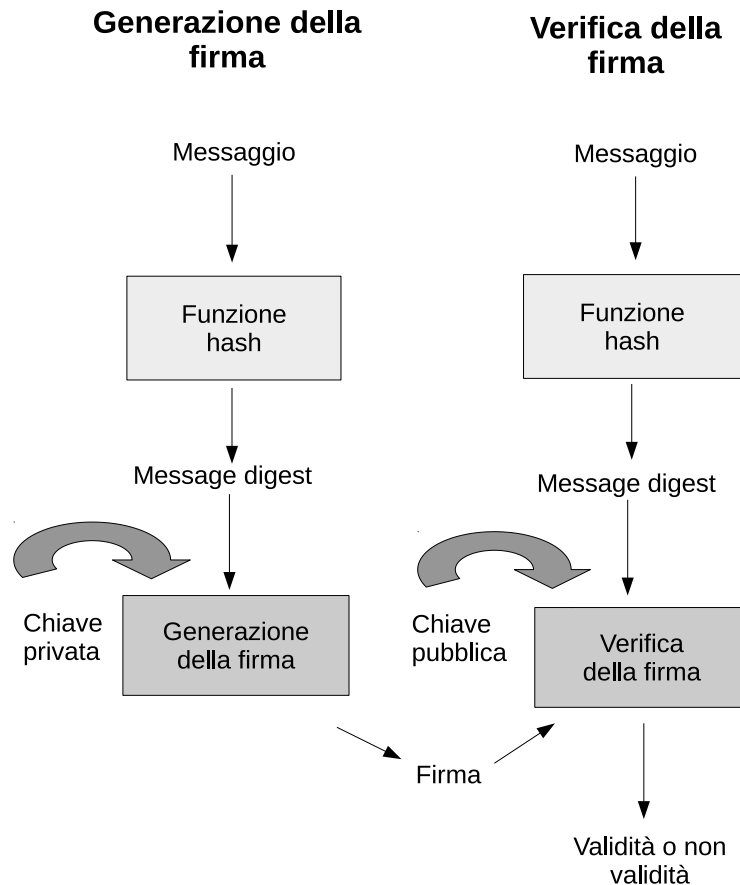 Generazione della
firma
Messaggio
Funzione
hash
Message digest
Chiave
privata
Generazione
della firma
Firma
Verifica della
firma
Messaggio
Funzione
hash
Message digest
Chiave
pubblica
Verifica
della firma
Validità o non
validità